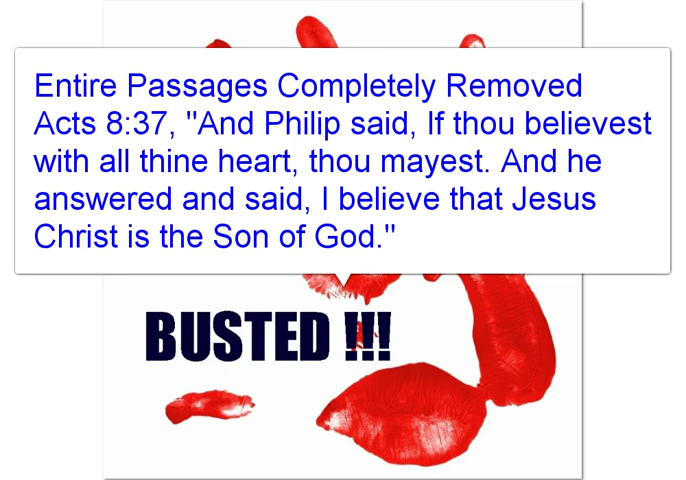 Entire Passages Completely Removed
Acts 8:37, "And Philip said, If thou believest
with all thine heart, thou mayest. And he
answered and said, I believe that Jesus
Christ is the Son of God."
BUSTED !!!